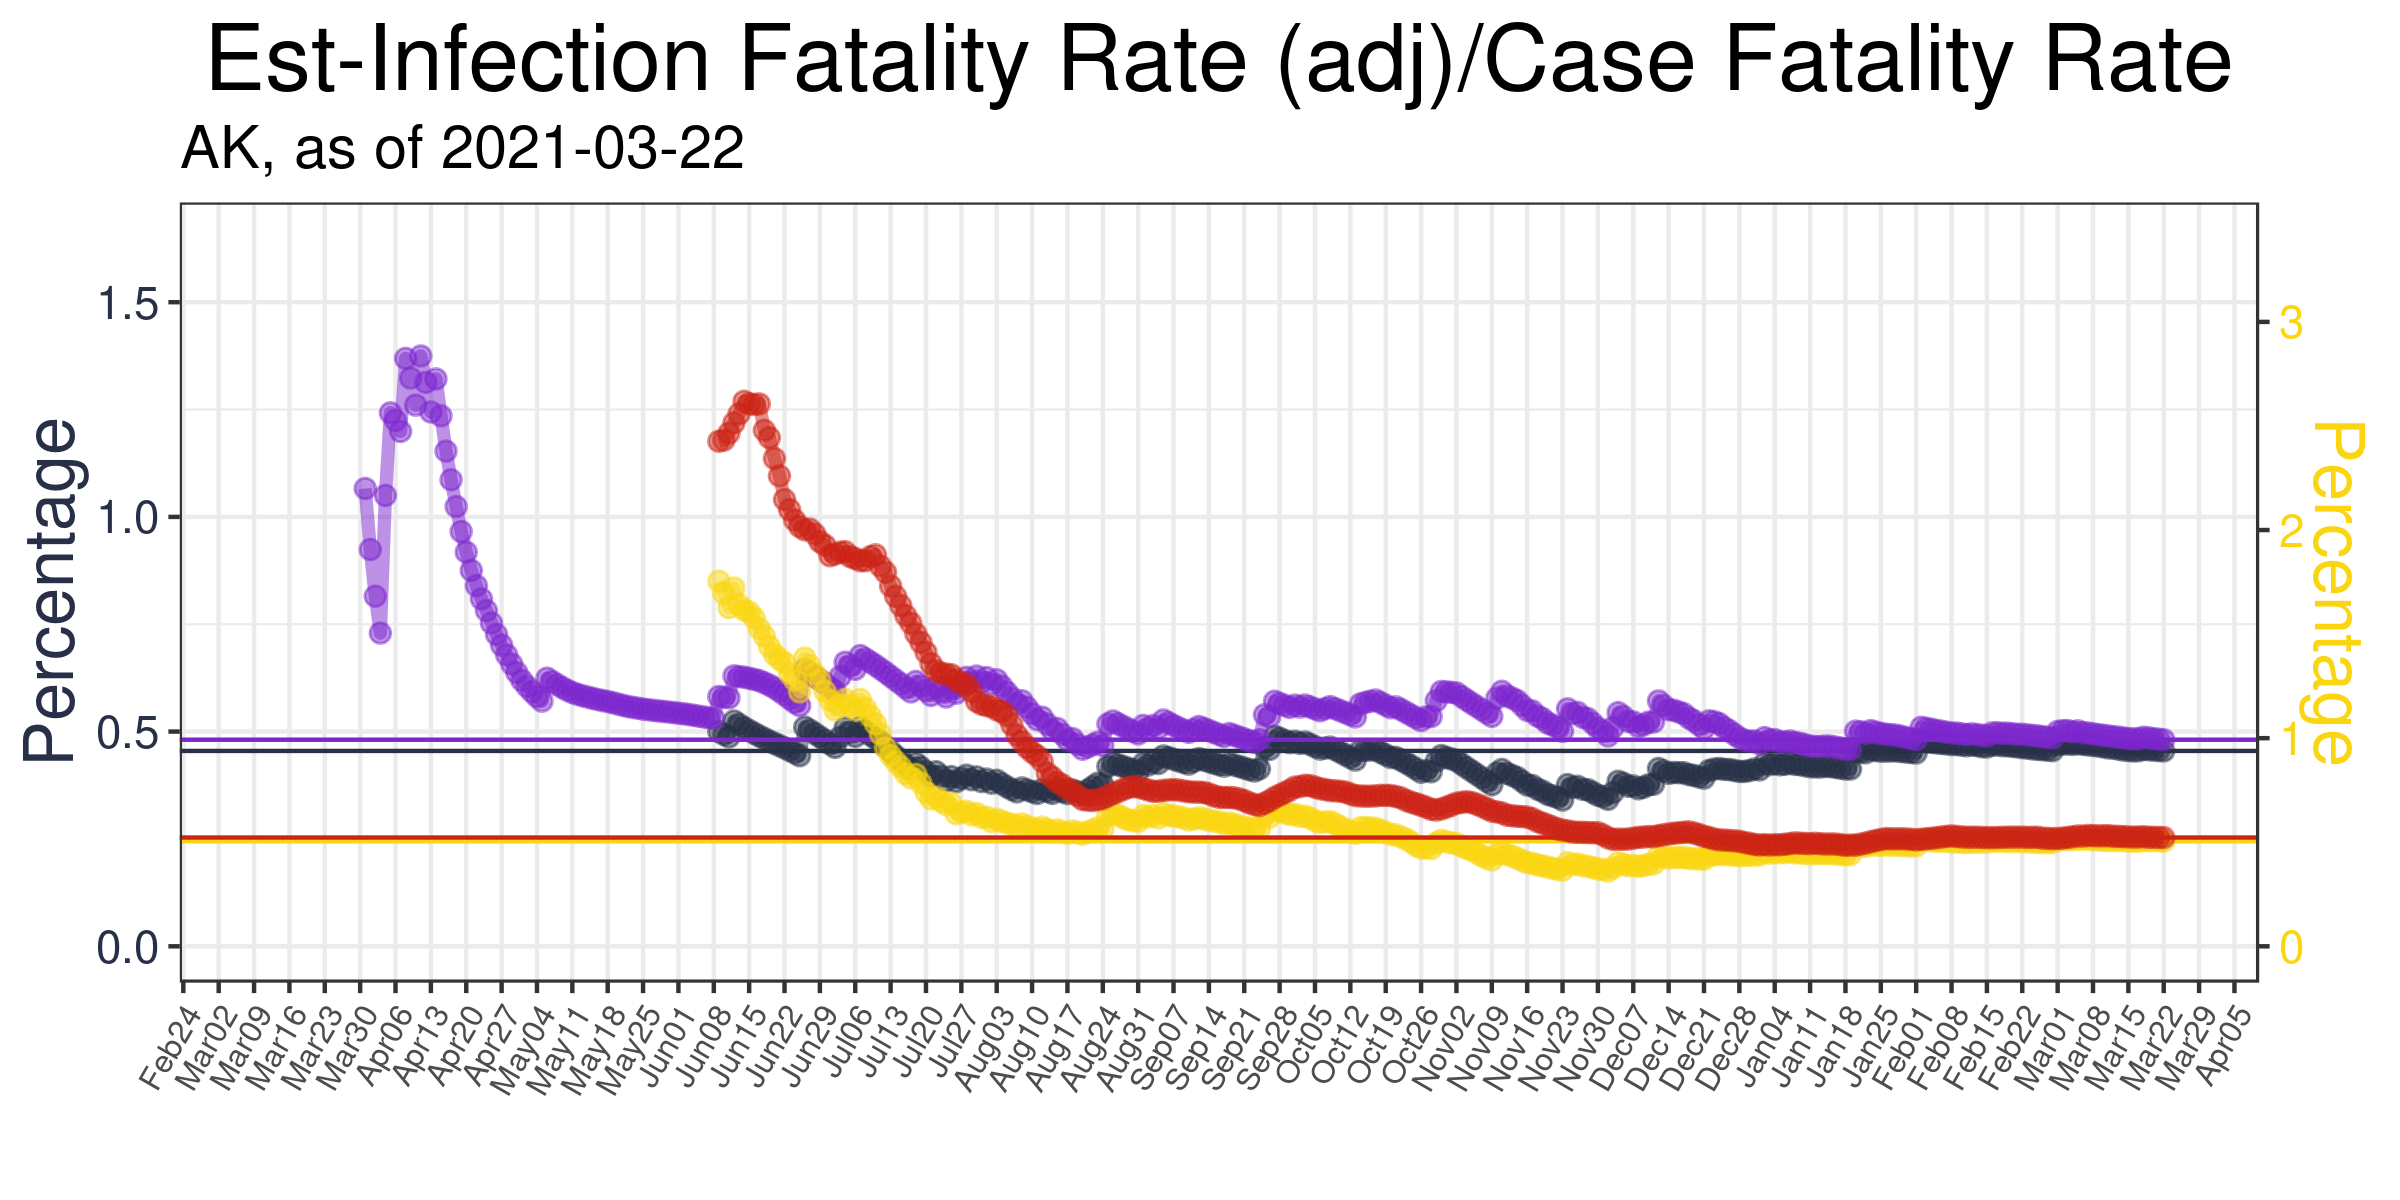 Est-Infection Fatality Rate (adj)/Case Fatality Rate
AK, as of 2021-03-22
Percentage
1.5
1.0
0.5
0.0
3
2
1
0
Percentage
Feb24
Mar02
Mar09
Mar16
Mar23
Mar30
Apr06
Apr13
Apr20
Apr27
May04
May11
May18
May25
Jun01
Jun08
Jun15
Jun22
Jun29
Jul06
Jul13
Jul20
Jul27
Aug03
Aug10
Aug17
Aug24
Aug31
Sep07
Sep14
Sep21
Sep28
Oct05
Oct12
Oct19
Oct26
Nov02
Nov09
Nov16
Nov23
Nov30
Dec07
Dec14
Dec21
Dec28
Jan04
Jan11
Jan18
Jan25
Feb01
Feb08
Feb15
Feb22
Mar01
Mar08
Mar15
Mar22
Mar29
Apr05